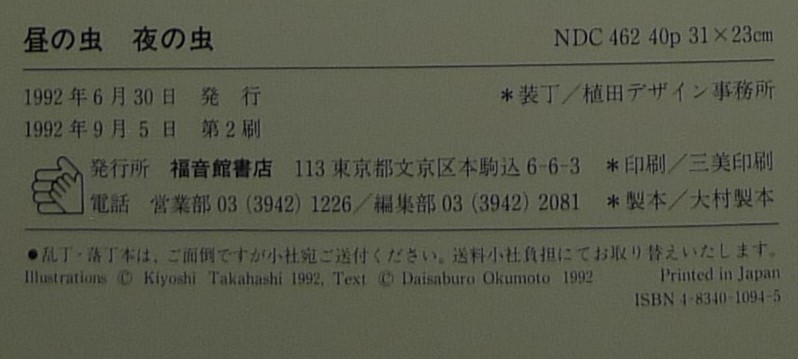 昼の虫 夜の虫 NDC 462 40p 31×23cm
1992年6月30日 発 行 *装丁/植田デザイン事務所
1992年9月5日 第2刷
発行所 福音館書店 113 東京都文京区本駒込 6-6-3 *印刷/三美印刷
電話 営業部 03 (3942) 1226/編集部 03 (3942) 2081 *製本/大村製本
●乱丁・落丁本は、ご面倒ですが小社宛ご送付ください。送料小社負担にてお取り替えいたします。
Illustrations © Kiyoshi Takahashi 1992, Text © Daisaburo Okumoto 1992 Printed in Japan
ISBN 4-8340-1094-5